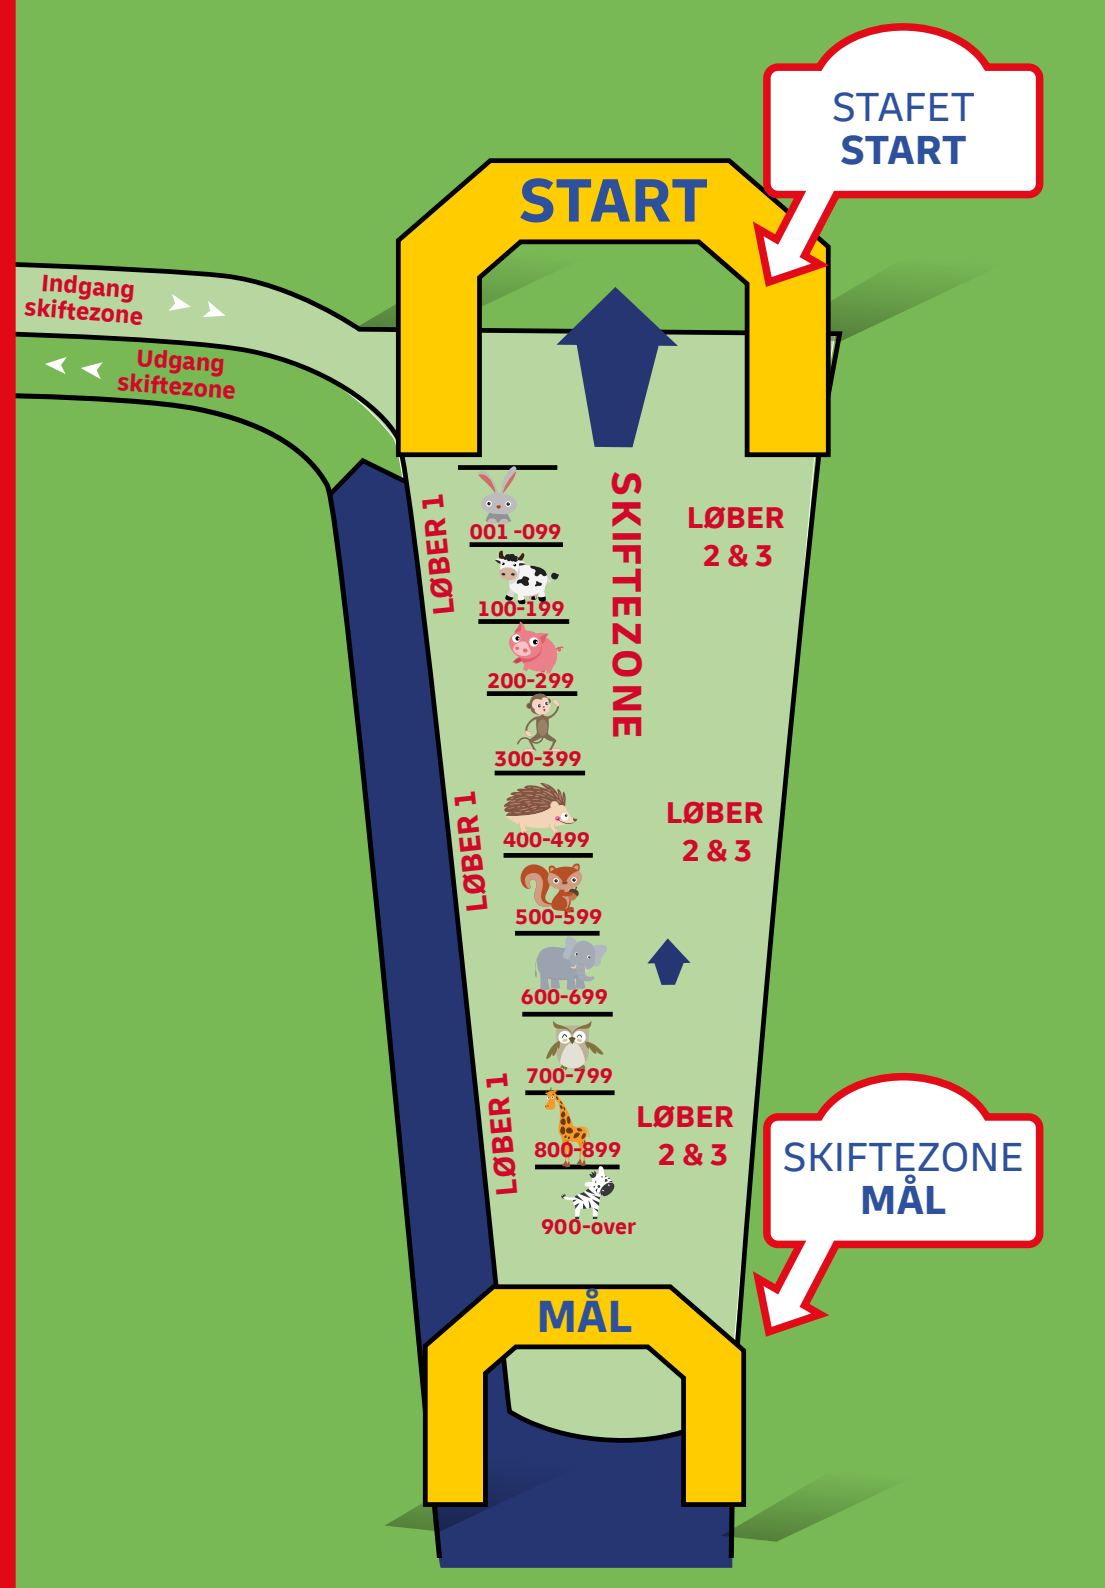 STAFET
START
START
Indgang
skiftezone
Udgang
skiftezone
LØBER 1
001 -099
100-199
200-299
300-399
SKIFTEZONE
LØBER
2 & 3
LØBER 1
400-499
500-599
600-699
LØBER
2 & 3
LØBER 1
700-799
800-899
900-over
LØBER
2 & 3
SKIFTEZONE
MÅL
MÅL